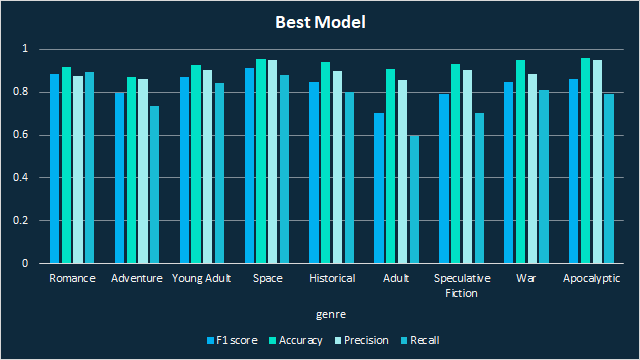 Best Model
1
0.8
0.6
0.4
0.2
0
Romance Adventure Young Adult Space Historical Adult Speculative Fiction War Apocalyptic
genre
F1 score Accuracy Precision Recall